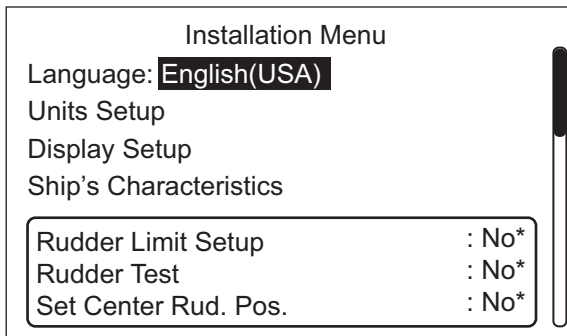 Installation Menu
Language: English(USA)
Units Setup
Display Setup
Ship's Characteristics
Rudder Limit Setup : No*
Rudder Test : No*
Set Center Rud. Pos. : No*